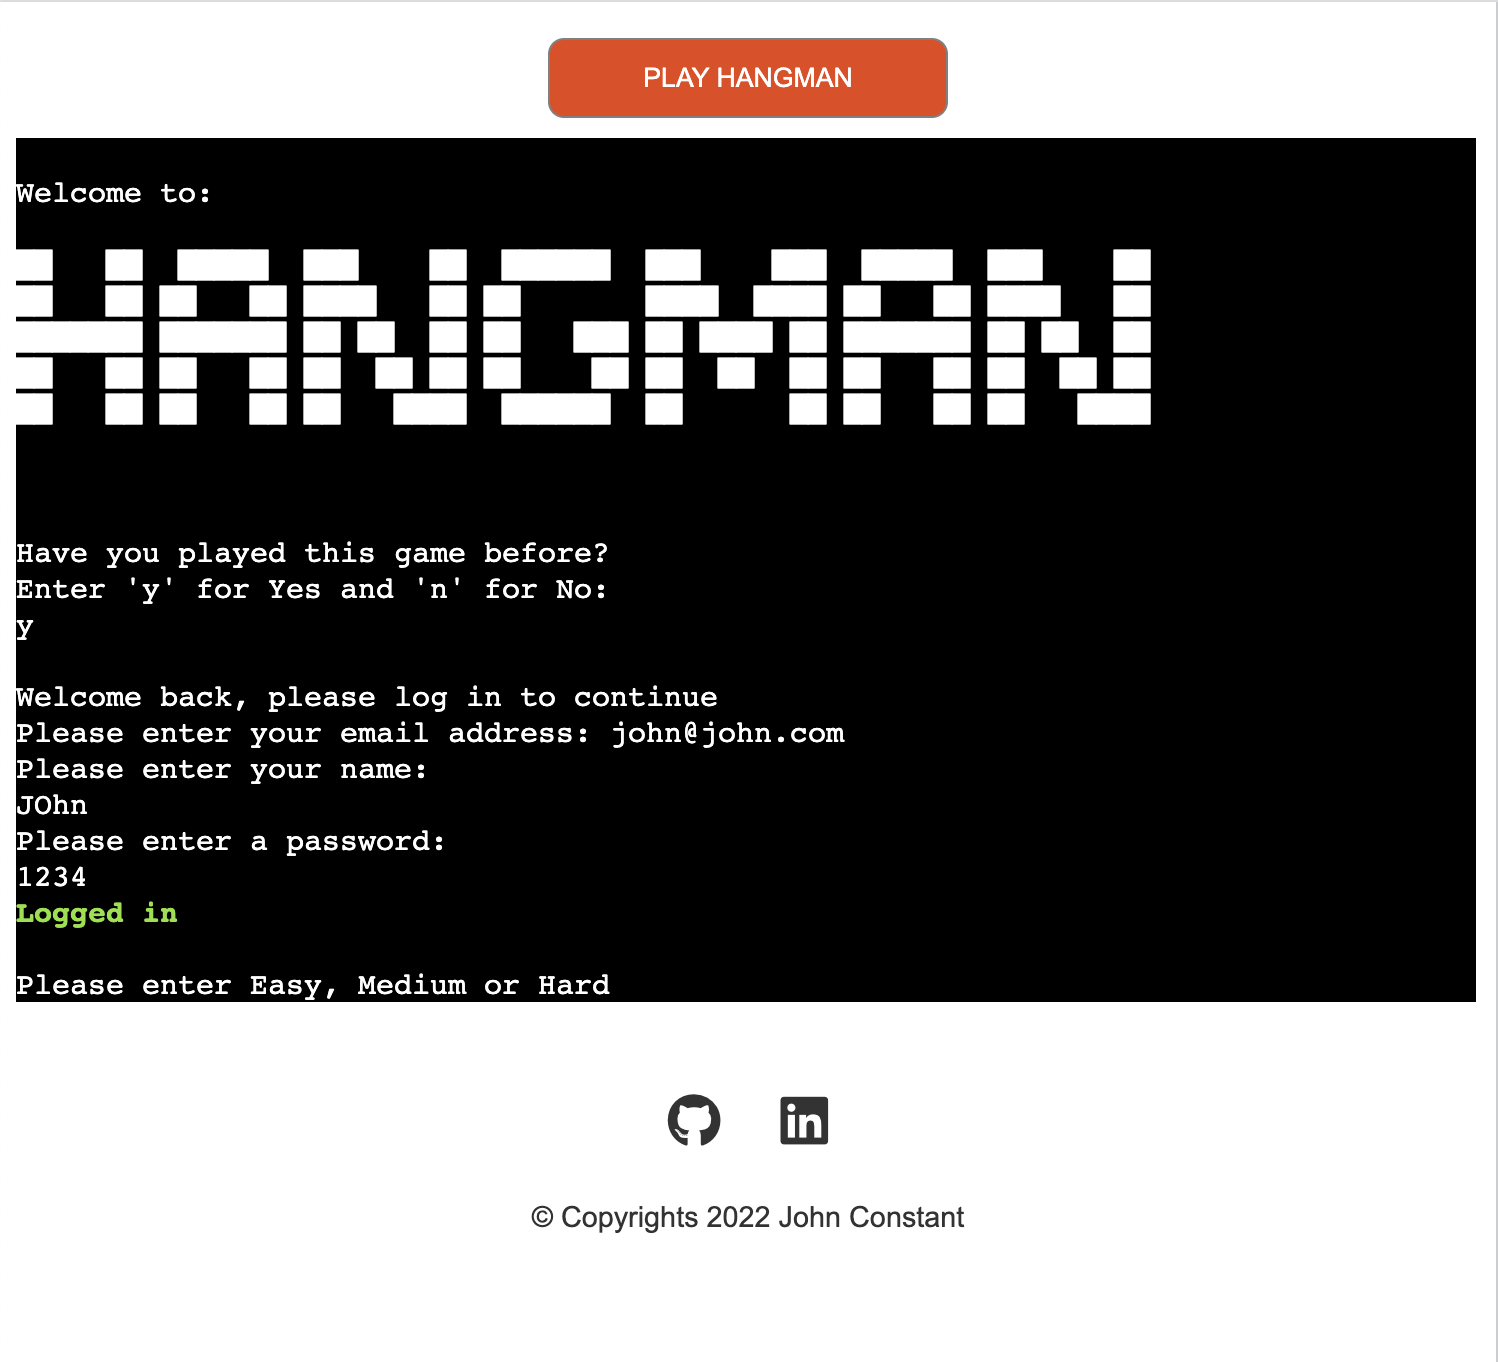 PLAY HANGMAN
Welcome to:
HANGMAN
Have you played this game before?
Enter 'y' for Yes and 'n' for No:
y
Welcome back, please log in to continue
Please enter your email address: john@john.com
Please enter your name:
JOhn
Please enter a password:
1234
Logged in
Please enter Easy, Medium or Hard
in
© Copyrights 2022 John Constant